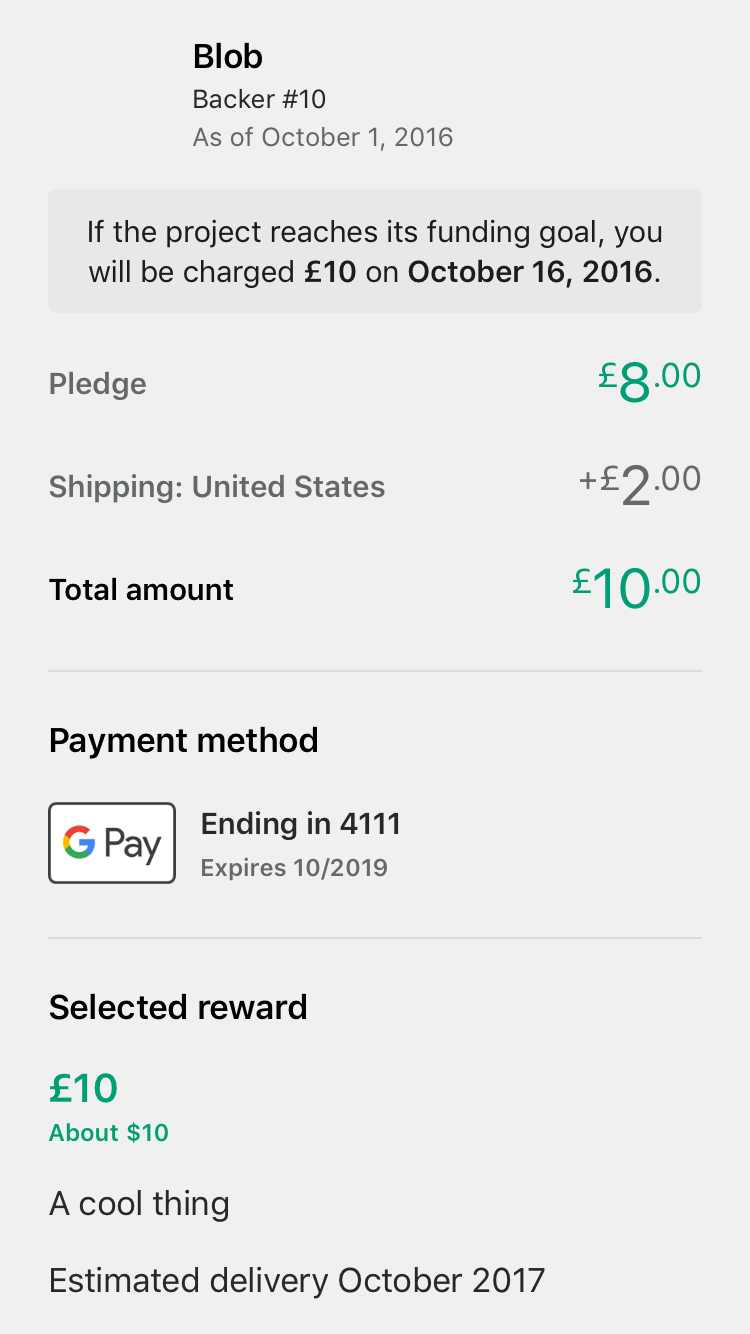 Blob
Backer #10
As of October 1, 2016
If the project reaches its funding goal, you
will be charged £10 on October 16, 2016.
Pledge £8.00
Shipping: United States +£2.00
Total amount £10.00
Payment method
G Pay Ending in 4111
Expires 10/2019
Selected reward
£10
About $10
A cool thing
Estimated delivery October 2017